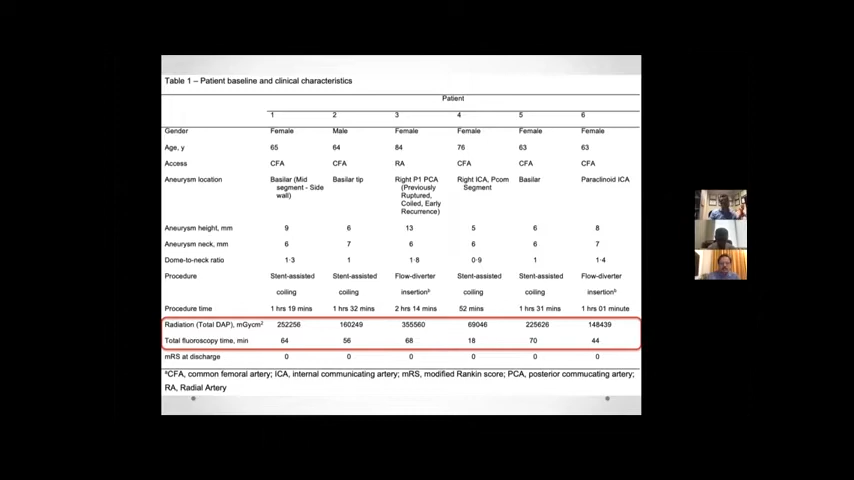 Table 1 – Patient baseline and clinical characteristics
Patient
1 2 3 4 5 6
Gender Female Male Female Female Female Female
Age, y 65 64 84 76 63 63
Access CFA CFA RA CFA CFA CFA
Aneurysm location Basilar (Mid Basilar tip Right P1 PCA Right ICA, Pcom Basilar Paraclinoid ICA
segment - Side (Previously Segment
wall) Ruptured,
Coiled, Early
Recurrence)
Aneurysm height, mm 9 6 13 5 6 8
Aneurysm neck, mm 6 7 6 6 6 7
Dome-to-neck ratio 1·3 1 1·8 0·9 1 1·4
Procedure Stent-assisted Stent-assisted Flow-diverter Stent-assisted Stent-assisted Flow-diverter
coiling coiling insertionᵇ coiling coiling insertionᵇ
Procedure time 1 hrs 19 mins 1 hrs 32 mins 2 hrs 14 mins 52 mins 1 hrs 31 mins 1 hrs 01 minute
Radiation (Total DAP), mGycm² 252256 160249 355560 69046 225626 148439
Total fluoroscopy time, min 64 56 68 18 70 44
mRS at discharge 0 0 0 0 0 0
ᵃCFA, common femoral artery; ICA, internal communicating artery; mRS, modified Rankin score; PCA, posterior commucating artery;
RA, Radial Artery